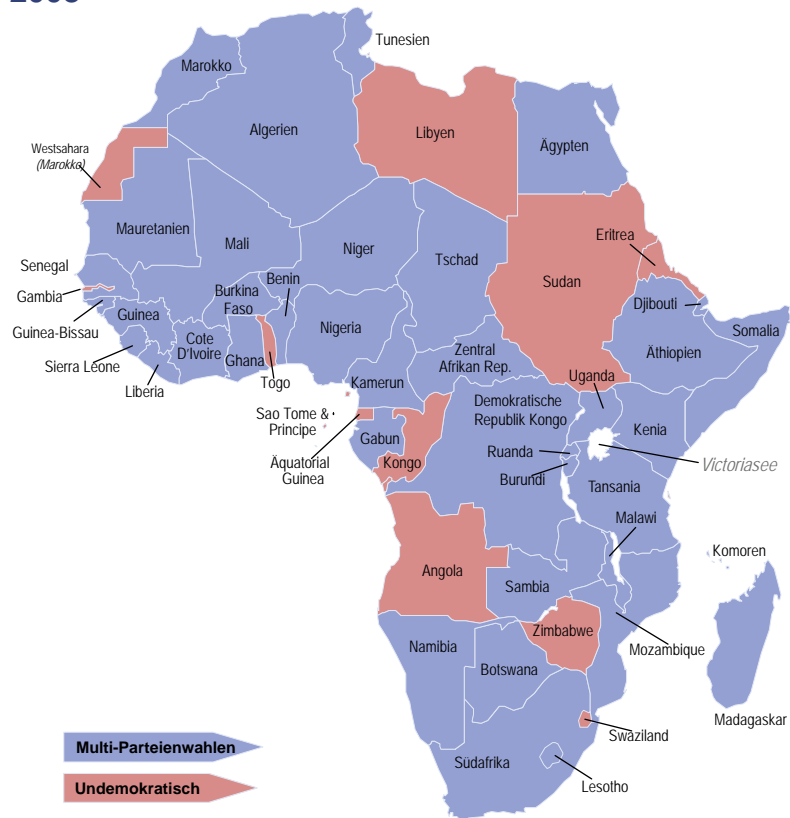 Tunesien
Marokko
Algerien
Libyen
Ägypten
Westsahara
(Marokko)
Mauretanien
Mali
Niger
Tschad
Sudan
Eritrea
Senegal
Gambia
Guinea-Bissau
Guinea
Sierra Leone
Liberia
Cote
D'Ivoire
Burkina
Faso
Ghana
Togo
Benin
Nigeria
Kamerun
Zentral
Afrikan Rep.
Djibouti
Somalia
Äthiopien
Uganda
Kenia
Sao Tome &
Principe
Äquatorial
Guinea
Gabun
Kongo
Demokratische
Republik Kongo
Ruanda
Burundi
Victoriasee
Tansania
Malawi
Komoren
Angola
Sambia
Zimbabwe
Mozambique
Namibia
Botswana
Madagaskar
Swaziland
Südafrika
Lesotho
Multi-Parteienwahlen
Undemokratisch